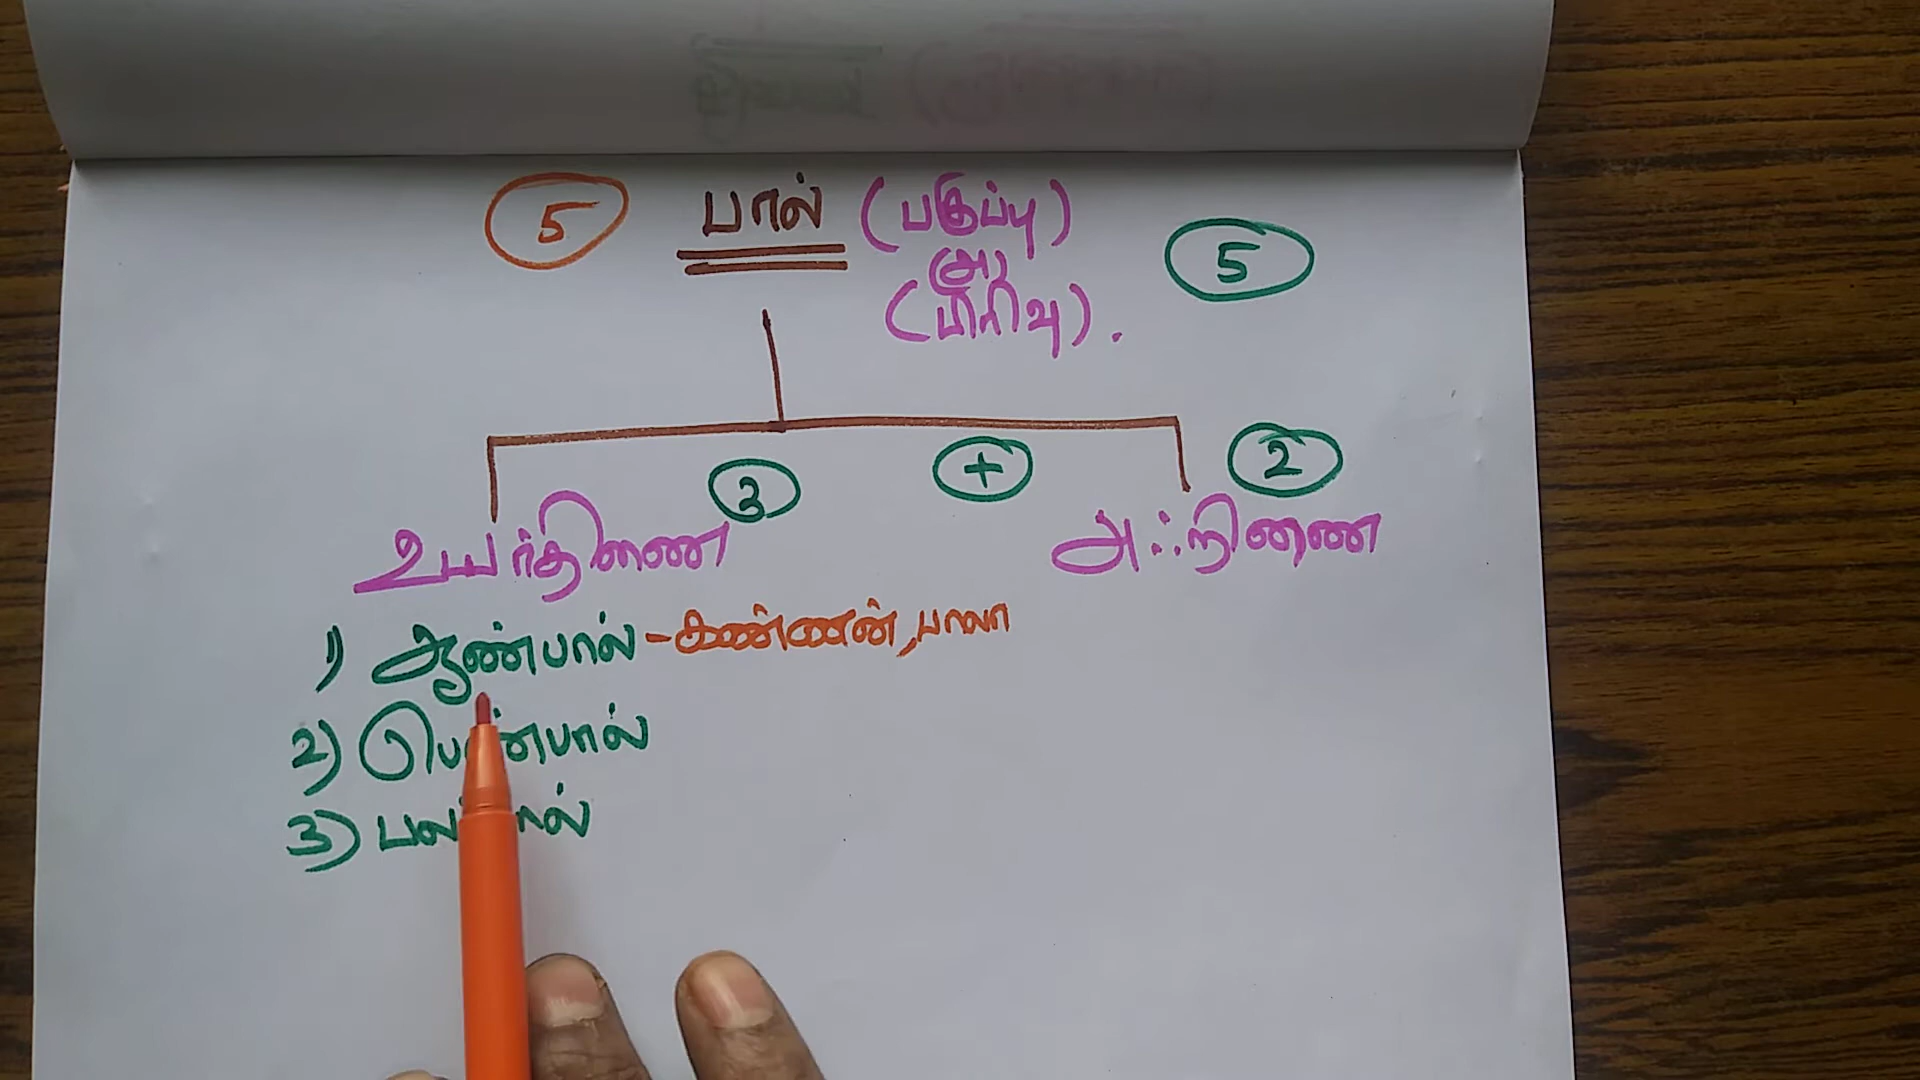 5 பால் (பகுப்பு) 5
(அ)
(பிரிவு).
3 + 2
உயர்திணை அஃறிணை
1) ஆண்பால் - கண்ணன், பாலா
2) பெண்பால்
3)